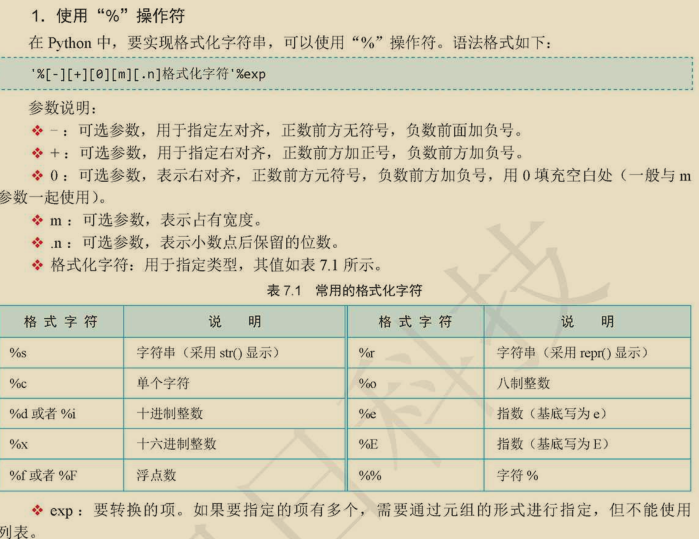 1. 使用“%”操作符
在 Python 中，要实现格式化字符串，可以使用“%”操作符。语法格式如下：
'%[-][+][0][m][.n]格式化字符'%exp
参数说明：
❖ -：可选参数，用于指定左对齐，正数前方无符号，负数前面加负号。
❖ +：可选参数，用于指定右对齐，正数前方加正号，负数前方加负号。
❖ 0：可选参数，表示右对齐，正数前方无符号，负数前方加负号，用 0 填充空白处（一般与 m
参数一起使用）。
❖ m：可选参数，表示占有宽度。
❖ .n：可选参数，表示小数点后保留的位数。
❖ 格式化字符：用于指定类型，其值如表 7.1 所示。
表 7.1 常用的格式化字符
格式字符 说明 格式字符 说明
%s 字符串（采用 str() 显示） %r 字符串（采用 repr() 显示）
%c 单个字符 %o 八制整数
%d 或者 %i 十进制整数 %e 指数（基底写为 e）
%x 十六进制整数 %E 指数（基底写为 E）
%f 或者 %F 浮点数 %% 字符 %
❖ exp：要转换的项。如果要指定的项有多个，需要通过元组的形式进行指定，但不能使用
列表。